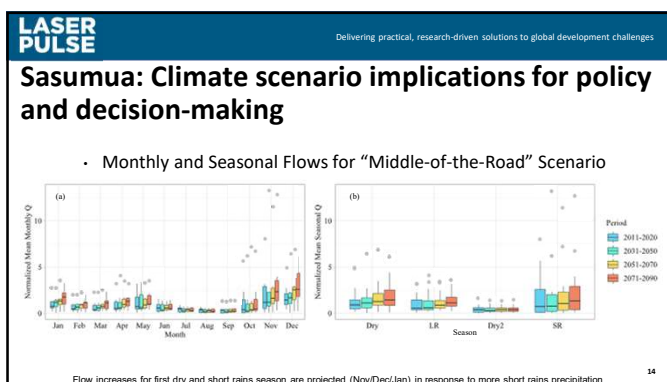 LASER
PULSE
Delivering practical, research-driven solutions to global development challenges
Sasumua: Climate scenario implications for policy
and decision-making
• Monthly and Seasonal Flows for “Middle-of-the-Road” Scenario
(a)
Normalized Mean Monthly Q
5
0
Jan Feb Mar Apr May Jun Jul Aug Sep Oct Nov Dec
Month
(b)
Normalized Mean Seasonal Q
5
0
Dry LR Dry2 SR
Season
Period
2011-2020
2031-2050
2051-2070
2071-2090
14
Flow increases for first dry and short rains season are projected (Nov/Dec/Jan) in response to more short rains precipitation